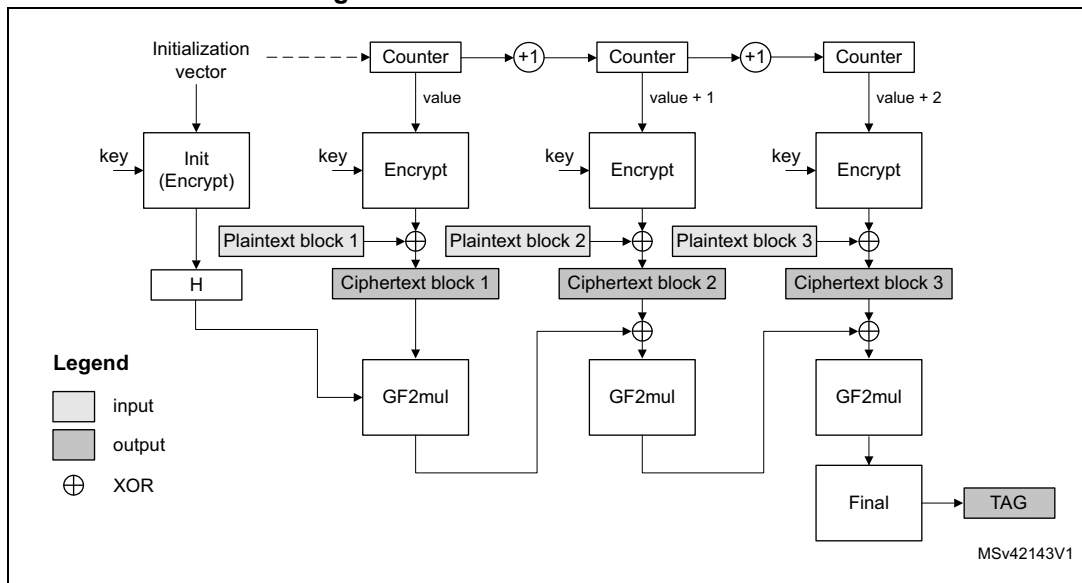 Initialization
vector
Counter
+1
Counter
+1
Counter
value
value + 1
value + 2
key
Init
(Encrypt)
key
Encrypt
key
Encrypt
key
Encrypt
Plaintext block 1
Plaintext block 2
Plaintext block 3
H
Ciphertext block 1
Ciphertext block 2
Ciphertext block 3
Legend
input
output
XOR
GF2mul
GF2mul
GF2mul
Final
TAG
MSv42143V1